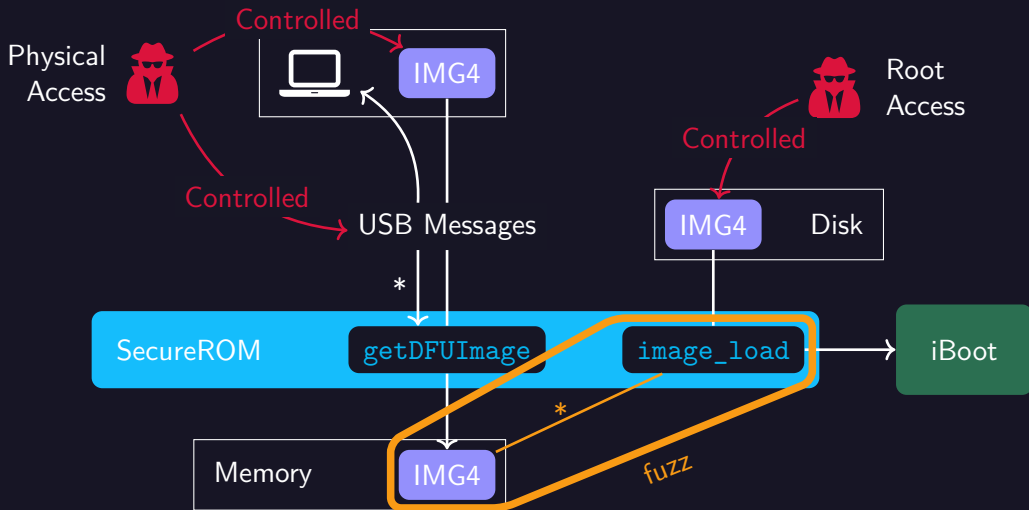 Controlled
Physical
Access
IMG4
Root
Access
Controlled
Controlled
USB Messages
IMG4
Disk
*
SecureROM
getDFUImage
image_load
iBoot
*
Memory
IMG4
fuzz